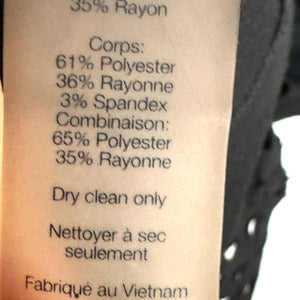 35% Rayon
Corps:
61% Polyester
36% Rayonne
3% Spandex
Combinaison:
65% Polyester
35% Rayonne
Dry clean only
Nettoyer à sec
seulement
Fabriqué au Vietnam